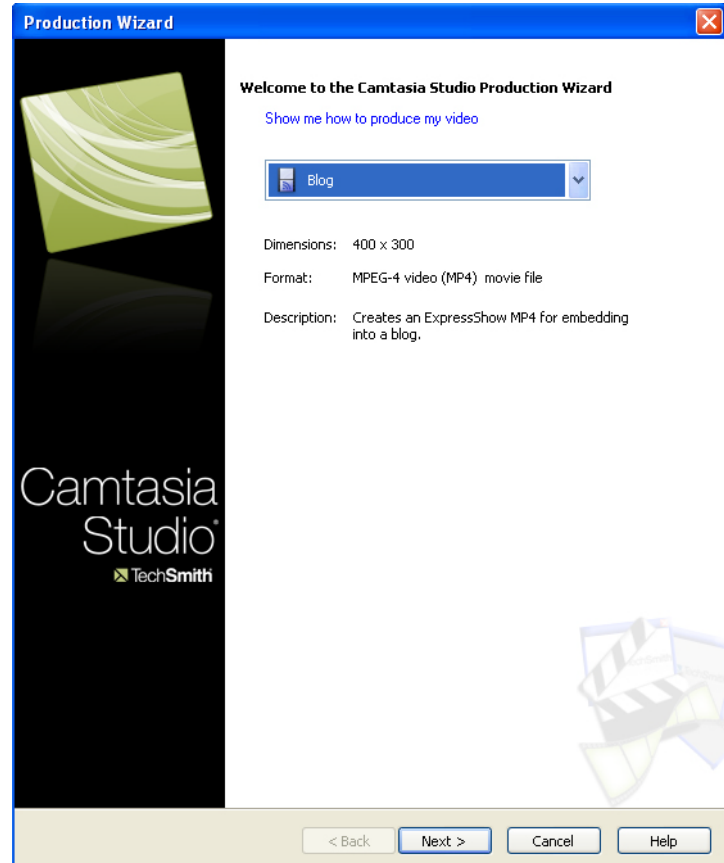 Production Wizard
Welcome to the Camtasia Studio Production Wizard
Show me how to produce my video
Blog
Dimensions: 400 x 300
Format: MPEG-4 video (MP4) movie file
Description: Creates an ExpressShow MP4 for embedding
into a blog.
Camtasia
Studio®
TechSmith
TechSmith
< Back Next > Cancel Help